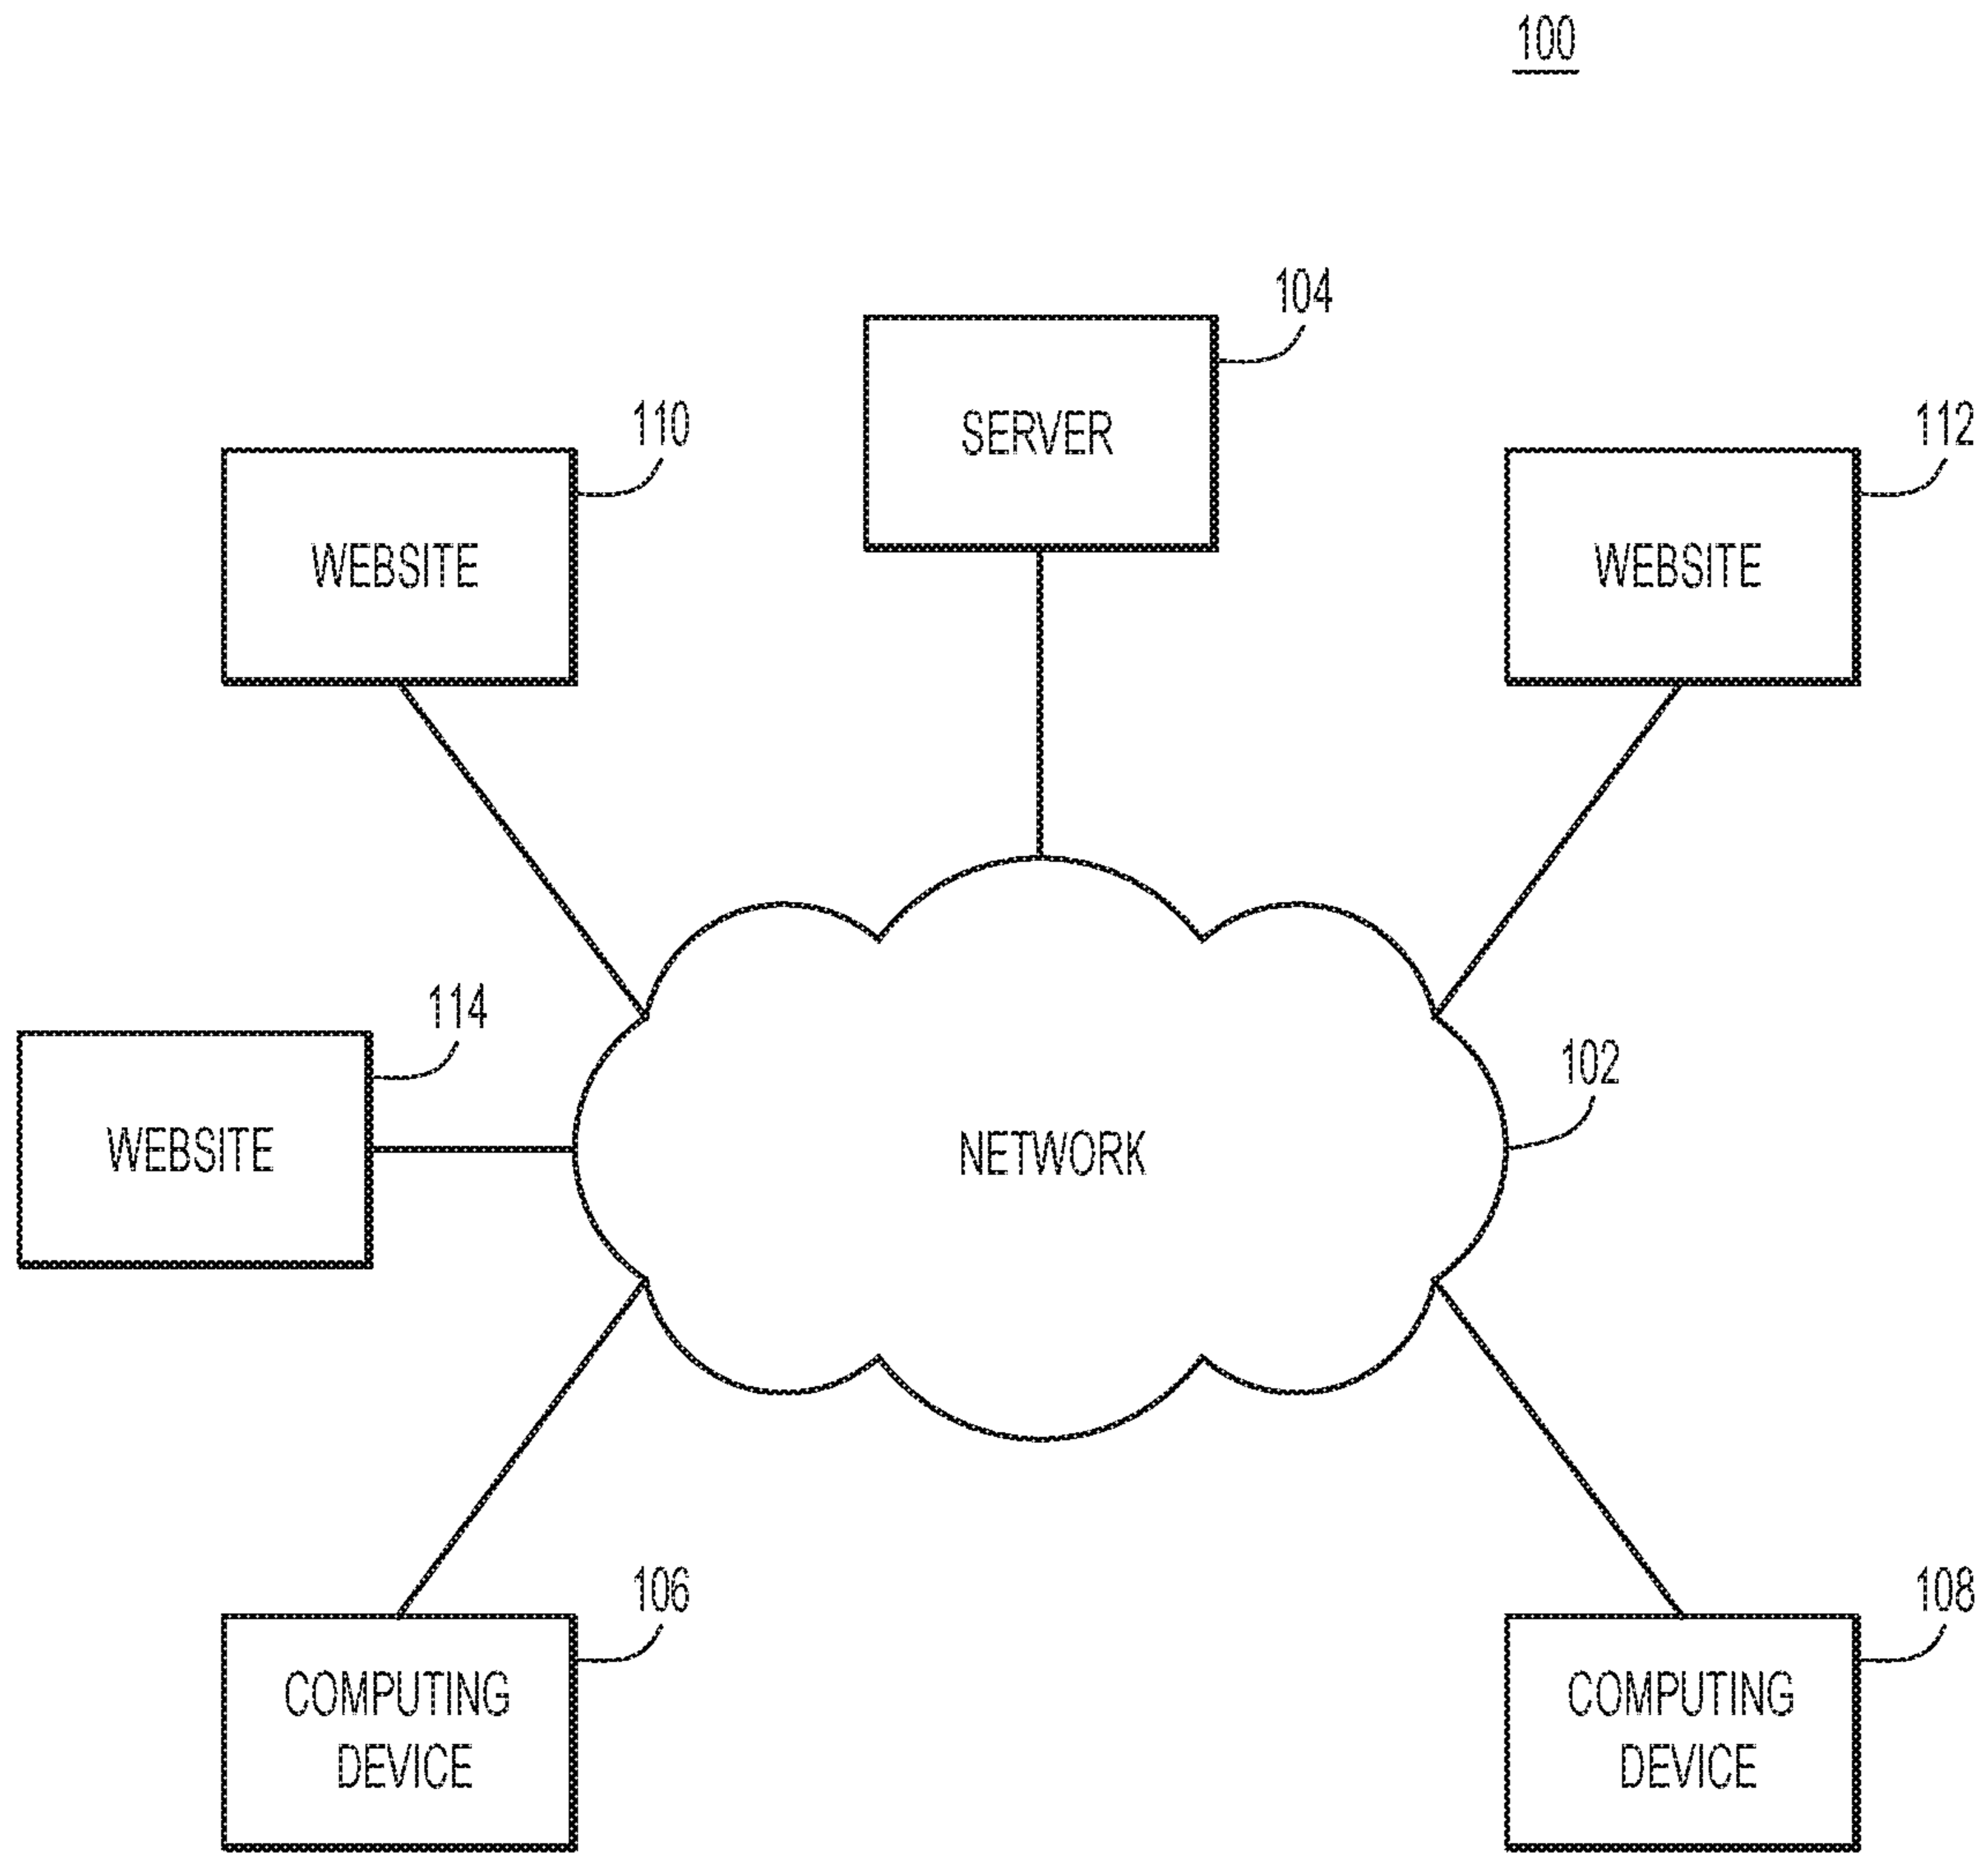 100
104
SERVER
110
WEBSITE
112
WEBSITE
114
WEBSITE
102
NETWORK
106
COMPUTING
DEVICE
108
COMPUTING
DEVICE